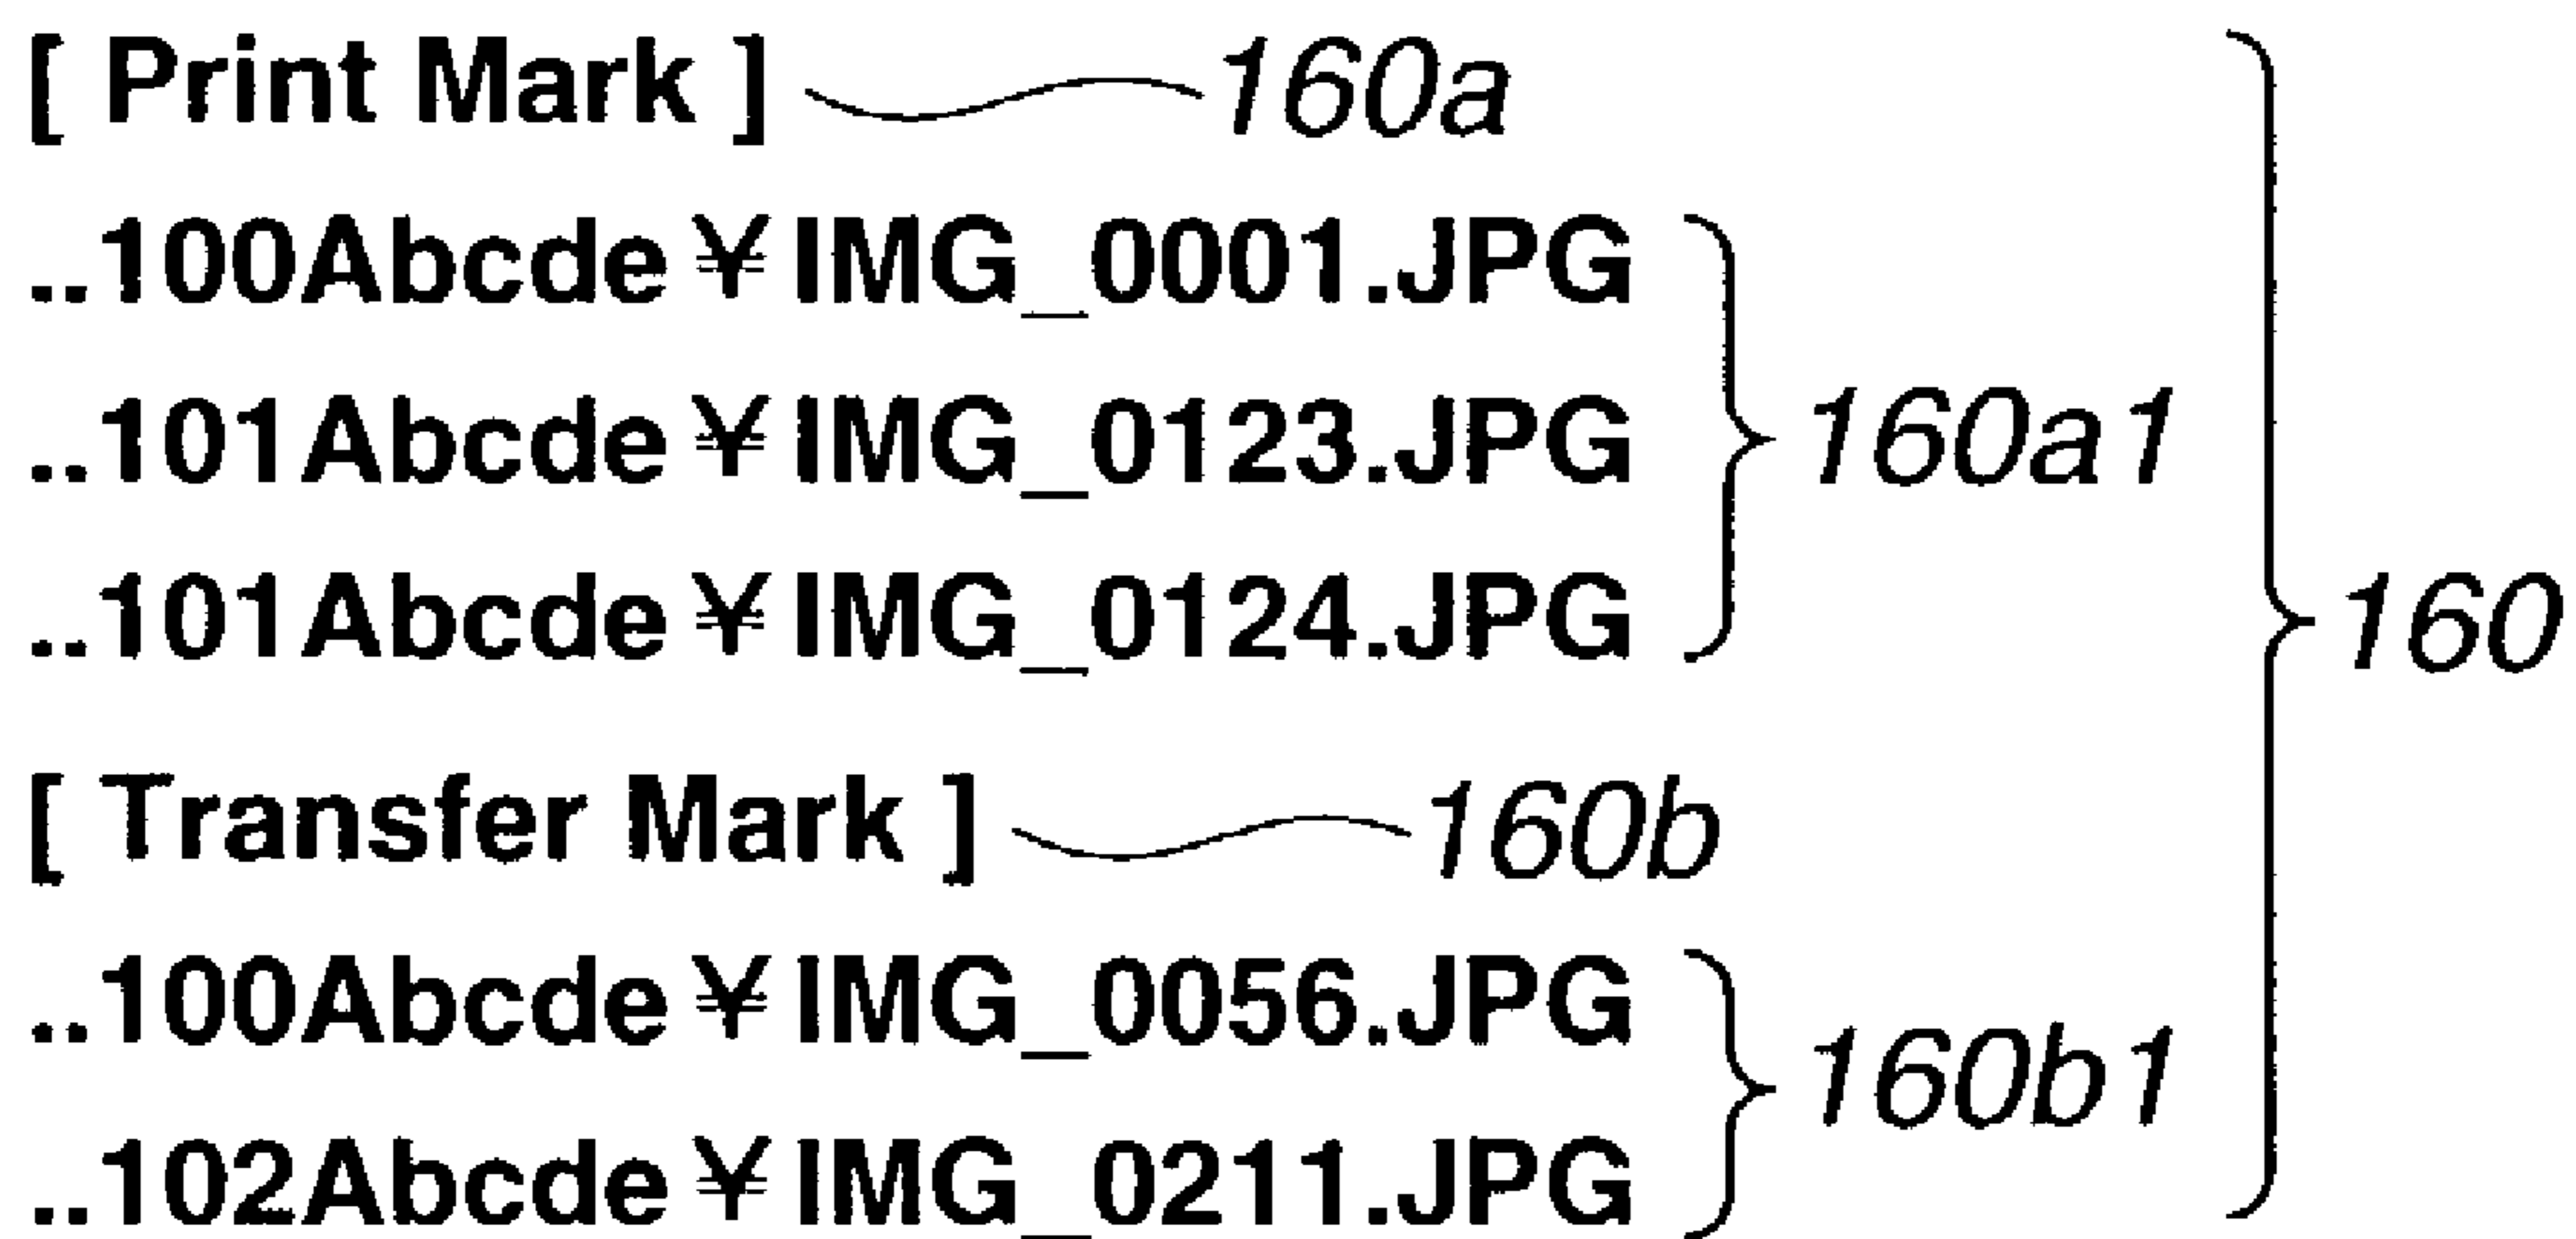 [ Print Mark ] 160a
..100Abcde¥IMG_0001.JPG
..101Abcde¥IMG_0123.JPG
160a1
..101Abcde¥IMG_0124.JPG
160
[ Transfer Mark ] 160b
..100Abcde¥IMG_0056.JPG
160b1
..102Abcde¥IMG_0211.JPG